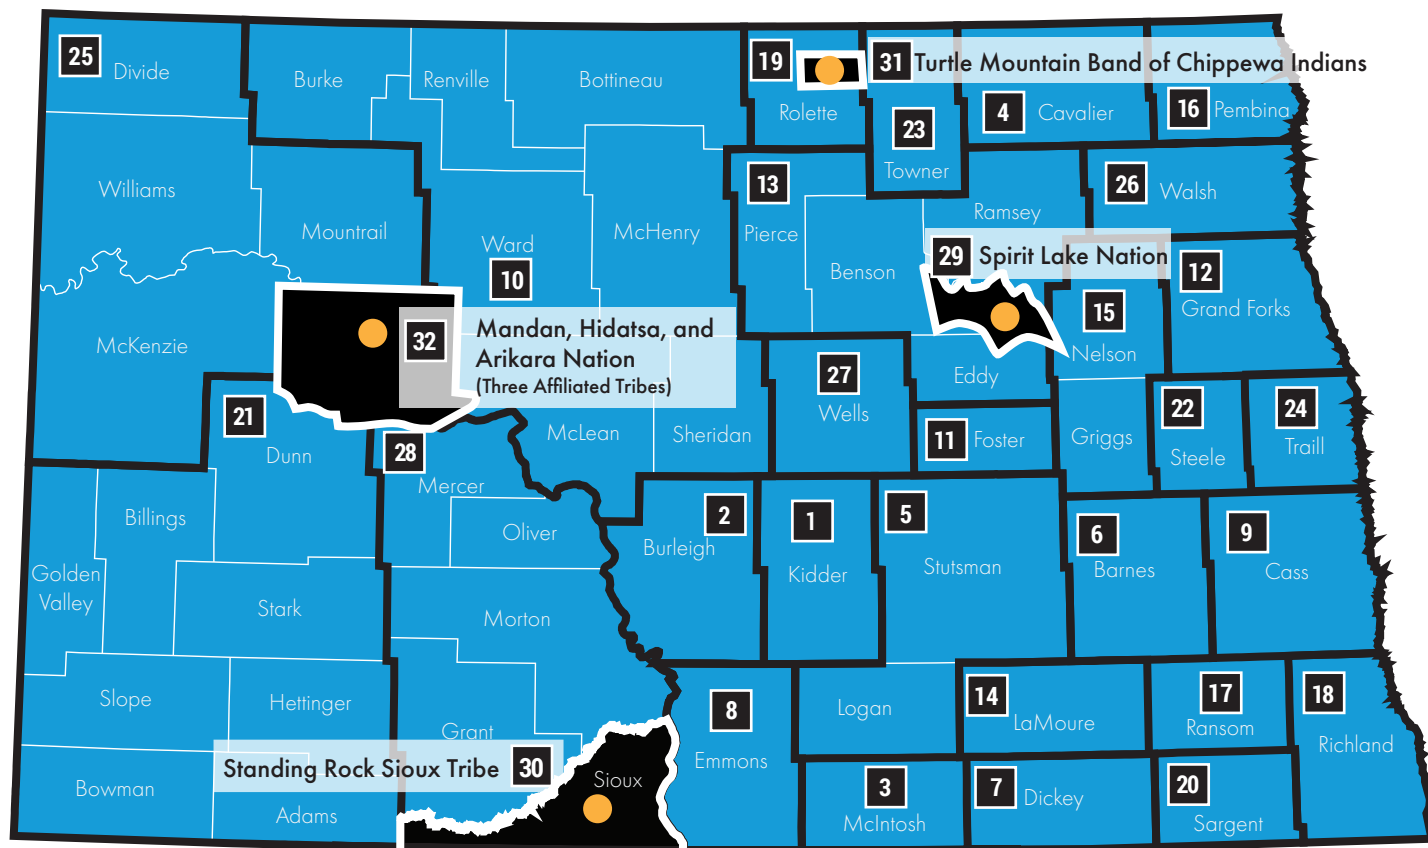 25 Divide
Burke
Renville
Bottineau
19
Rolette
31 Turtle Mountain Band of Chippewa Indians
23
Towner
4 Cavalier
16 Pembina
Williams
Mountrail
Ward
10
McHenry
13
Pierce
Benson
Ramsey
26 Walsh
29 Spirit Lake Nation
12
Grand Forks
15
Nelson
McKenzie
32 Mandan, Hidatsa, and
Arikara Nation
(Three Affiliated Tribes)
27
Wells
Eddy
21
Dunn
28
Mercer
McLean
Sheridan
11 Foster
Griggs
22
Steele
24
Traill
Billings
Oliver
2
Burleigh
1
Kidder
5
Stutsman
6
Barnes
9
Cass
Golden
Valley
Stark
Morton
Slope
Hettinger
Grant
8
Emmons
Logan
14
LaMoure
17
Ransom
18
Richland
Standing Rock Sioux Tribe 30
Sioux
Bowman
Adams
3
McIntosh
7 Dickey
20
Sargent